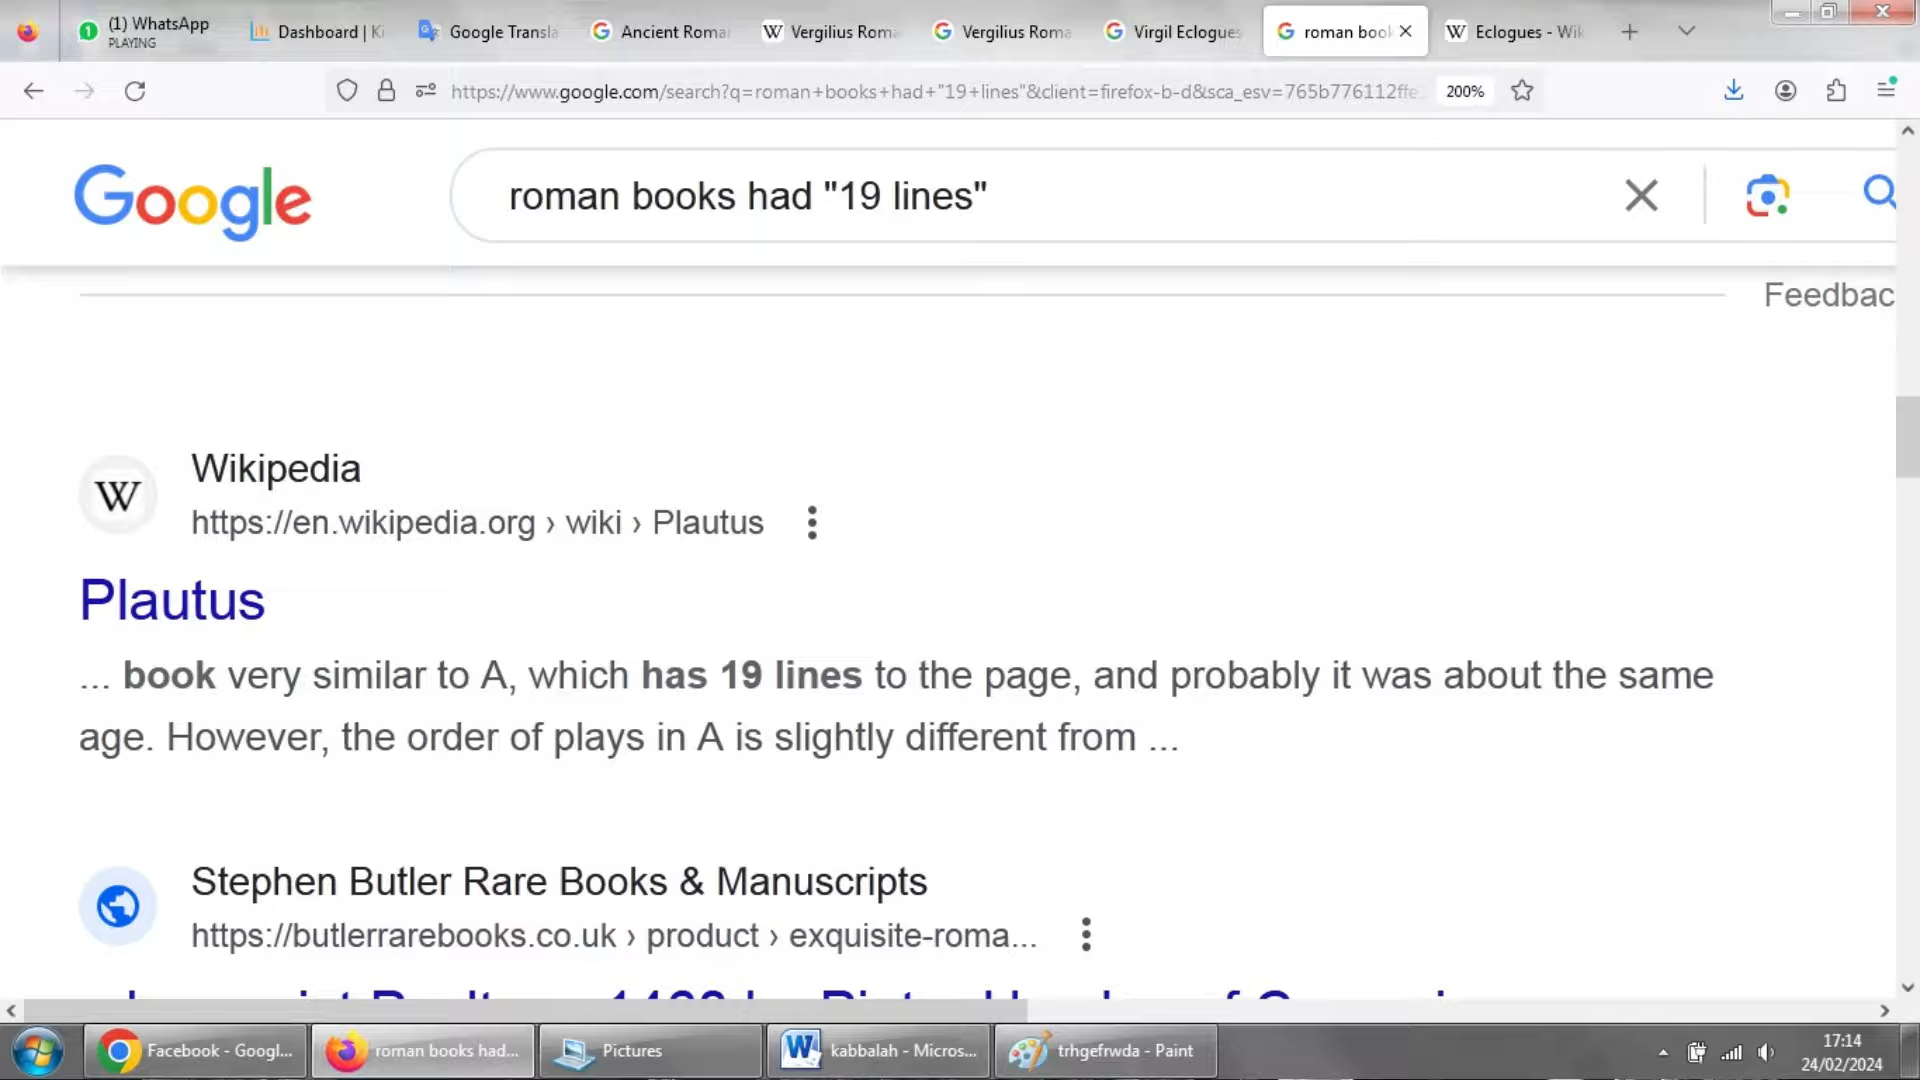 (1) WhatsApp
PLAYING
Dashboard | Ki
Google Transla
Ancient Roma
Vergilius Roma
Vergilius Roma
Virgil Eclogues
roman book
Eclogues - Wik
https://www.google.com/search?q=roman+books+had+"19+lines"&client=firefox-b-d&sca_esv=765b776112ffe
200%
Google
roman books had "19 lines"
Feedbac
W
Wikipedia
https://en.wikipedia.org › wiki › Plautus
Plautus
... book very similar to A, which has 19 lines to the page, and probably it was about the same
age. However, the order of plays in A is slightly different from ...
Stephen Butler Rare Books & Manuscripts
https://butlerrarebooks.co.uk › product › exquisite-roma...
Facebook - Googl...
roman books had...
Pictures
kabbalah - Micros...
trhgefrwda - Paint
17:14
24/02/2024